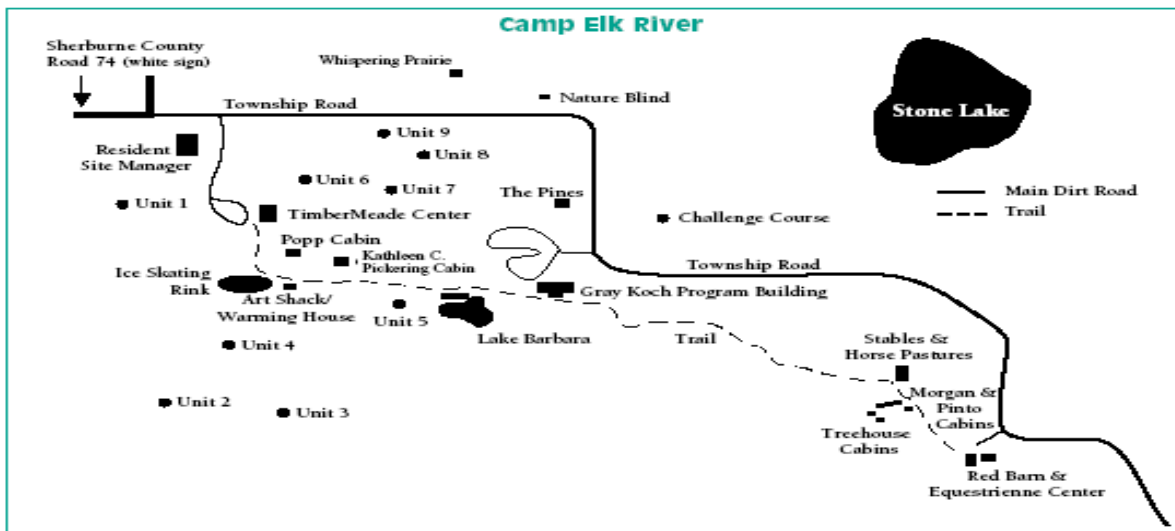 Camp Elk River
Sherburne County
Road 74 (white sign)
Whispering Prairie
Nature Blind
Township Road
Stone Lake
Unit 9
Resident
Site Manager
Unit 8
Unit 6
Unit 7
The Pines
Main Dirt Road
Trail
Unit 1
TimberMeade Center
Challenge Course
Popp Cabin
Kathleen C.
Pickering Cabin
Ice Skating
Rink
Township Road
Art Shack/
Warming House
Unit 5
Gray Koch Program Building
Lake Barbara
Trail
Stables &
Horse Pastures
Unit 4
Morgan &
Pinto
Cabins
Unit 2
Unit 3
Treehouse
Cabins
Red Barn &
Equestrienne Center